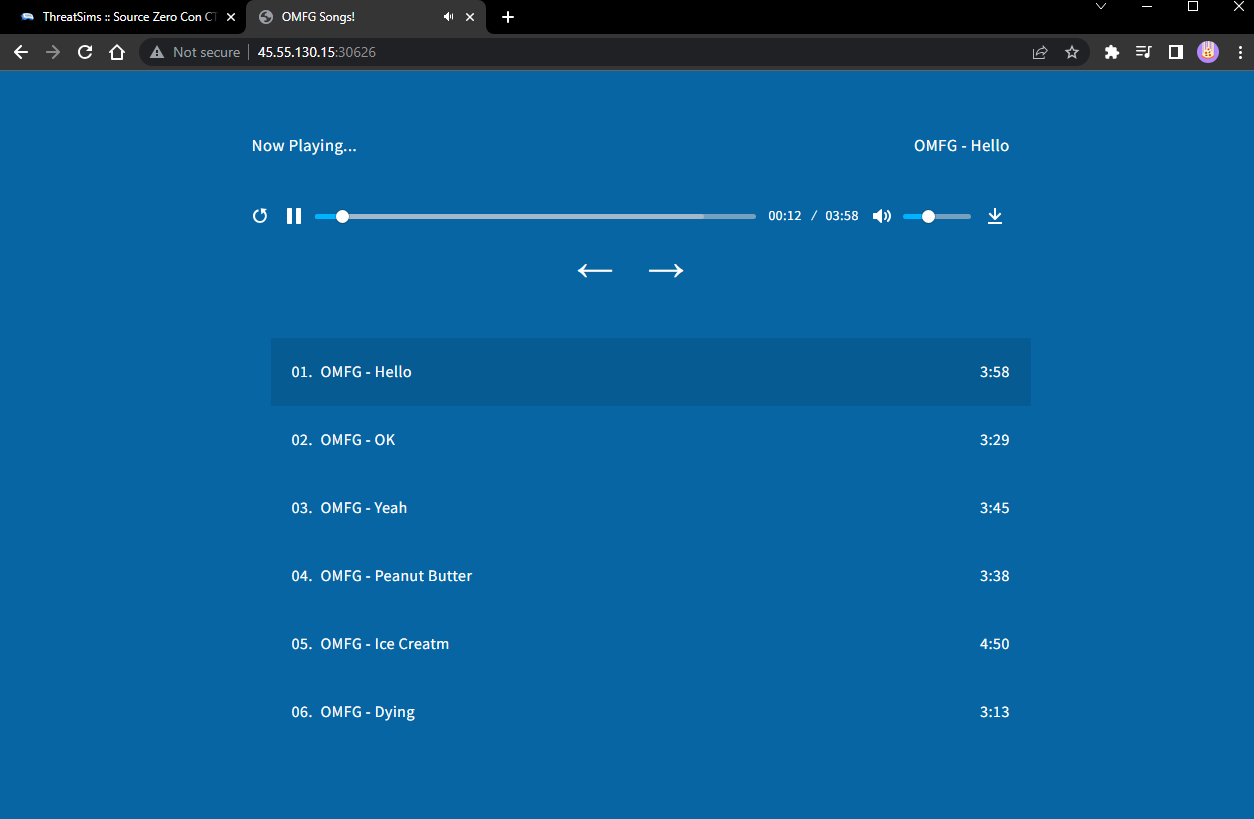 ThreatSims :: Source Zero Con CT
OMFG Songs!
Not secure 45.55.130.15:30626
Now Playing... OMFG - Hello
00:12 / 03:58
01. OMFG - Hello 3:58
02. OMFG - OK 3:29
03. OMFG - Yeah 3:45
04. OMFG - Peanut Butter 3:38
05. OMFG - Ice Creatm 4:50
06. OMFG - Dying 3:13